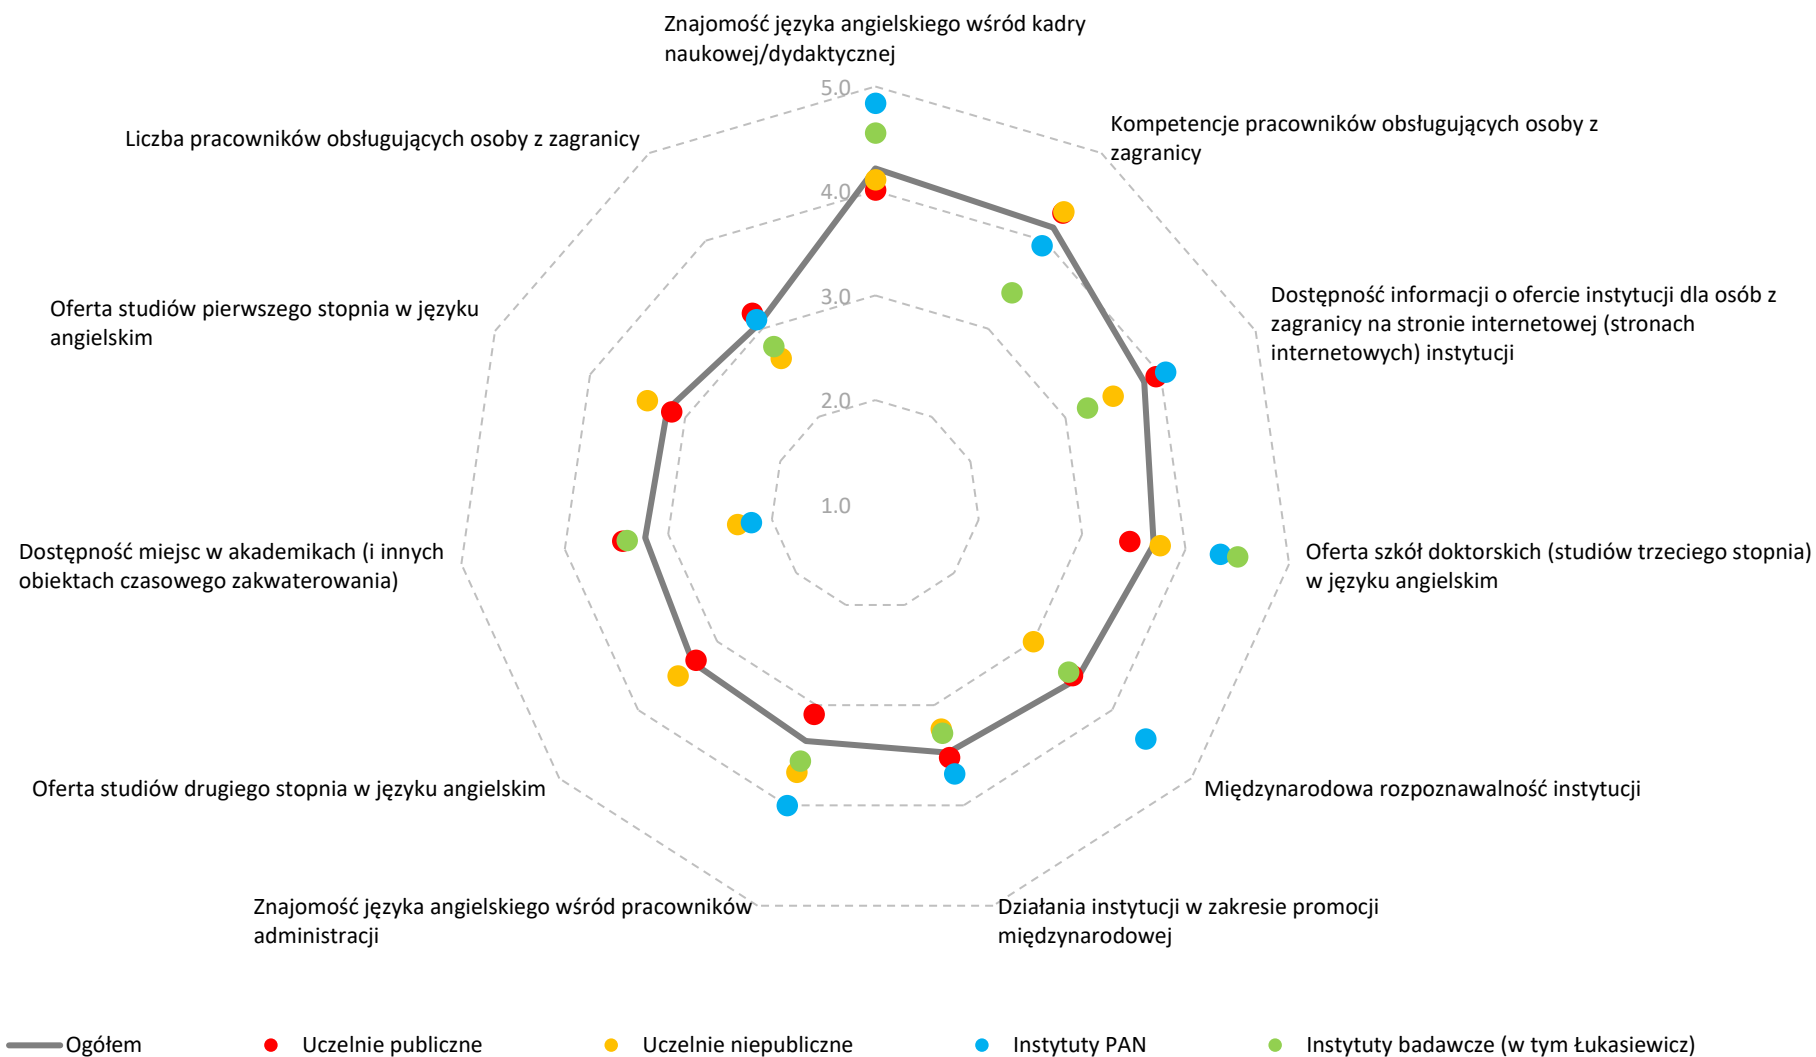 Znajomość języka angielskiego wśród kadry
naukowej/dydaktycznej
5.0
Liczba pracowników obsługujących osoby z zagranicy
Kompetencje pracowników obsługujących osoby z
zagranicy
4.0
3.0
Oferta studiów pierwszego stopnia w języku
angielskim
Dostępność informacji o ofercie instytucji dla osób z
zagranicy na stronie internetowej (stronach
internetowych) instytucji
2.0
1.0
Dostępność miejsc w akademikach (i innych
obiektach czasowego zakwaterowania)
Oferta szkół doktorskich (studiów trzeciego stopnia)
w języku angielskim
Oferta studiów drugiego stopnia w języku angielskim
Międzynarodowa rozpoznawalność instytucji
Znajomość języka angielskiego wśród pracowników
administracji
Działania instytucji w zakresie promocji
międzynarodowej
Ogółem
Uczelnie publiczne
Uczelnie niepubliczne
Instytuty PAN
Instytuty badawcze (w tym Łukasiewicz)